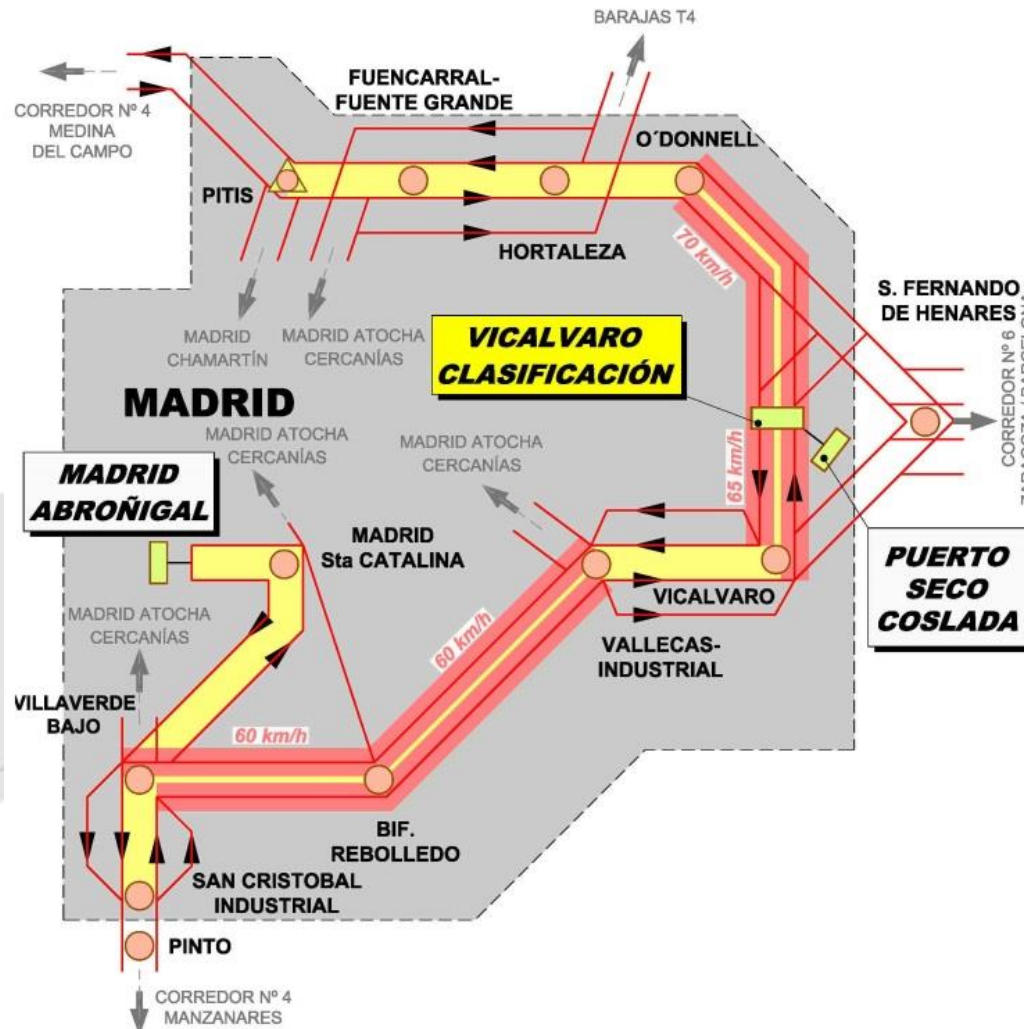 BARAJAS T4
CORREDOR Nº 4
MEDINA
DEL CAMPO
FUENCARRAL-
FUENTE GRANDE
O´DONNELL
PITIS
HORTALEZA
70 km/h
S. FERNANDO
DE HENARES
CORREDOR Nº 6
MADRID
CHAMARTÍN
MADRID ATOCHA
CERCANÍAS
VICALVARO
CLASIFICACIÓN
MADRID
MADRID ATOCHA
CERCANÍAS
MADRID ATOCHA
CERCANÍAS
MADRID
ABROÑIGAL
65 km/h
MADRID
Sta CATALINA
PUERTO
SECO
COSLADA
VICALVARO
MADRID ATOCHA
CERCANÍAS
60 km/h
VALLECAS-
INDUSTRIAL
VILLAVERDE
BAJO
60 km/h
BIF.
REBOLLEDO
SAN CRISTOBAL
INDUSTRIAL
PINTO
CORREDOR Nº 4
MANZANARES